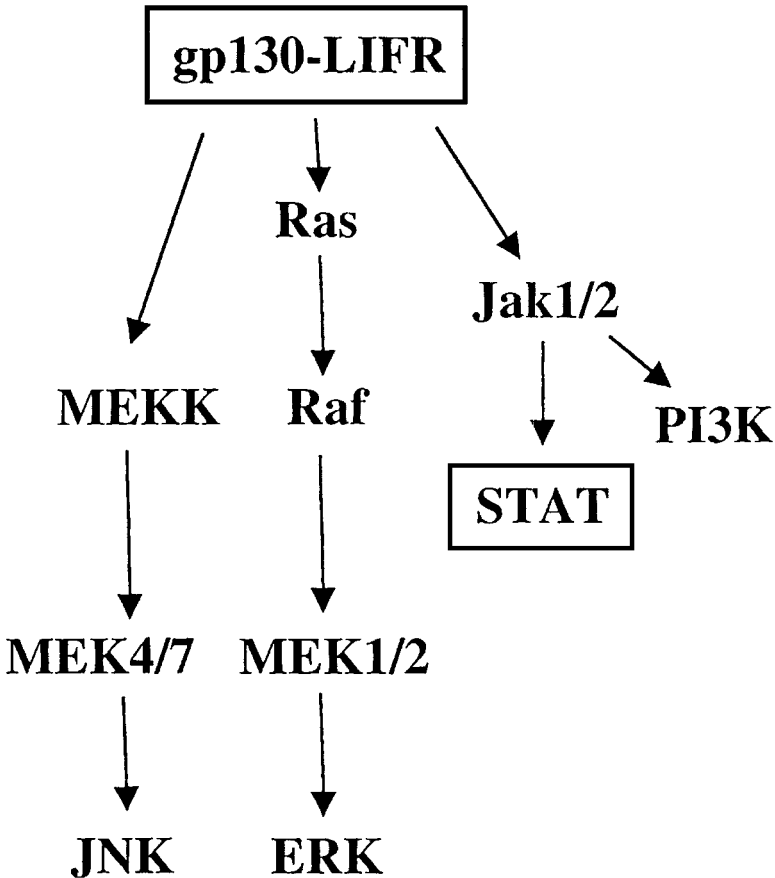 gp130-LIFR
Ras
Jak1/2
MEKK
Raf
PI3K
STAT
MEK4/7
MEK1/2
JNK
ERK